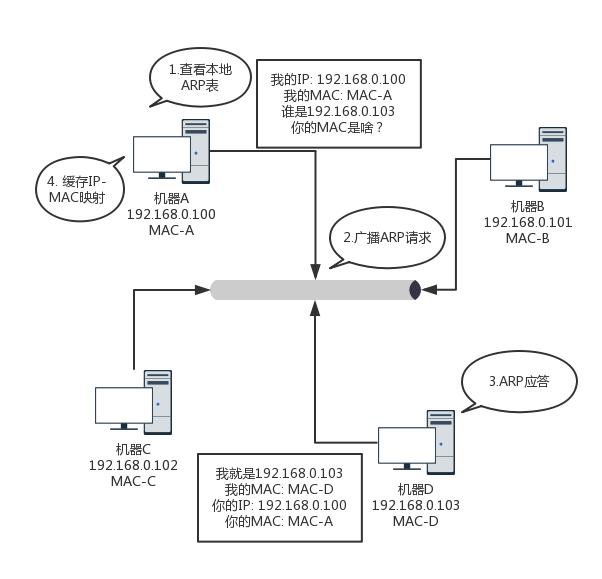 1.查看本地
ARP表
我的IP: 192.168.0.100
我的MAC: MAC-A
谁是192.168.0.103
你的MAC是啥？
4. 缓存IP-
MAC映射
机器A
192.168.0.100
MAC-A
机器B
192.168.0.101
MAC-B
2.广播ARP请求
3.ARP应答
机器C
192.168.0.102
MAC-C
我就是192.168.0.103
我的MAC: MAC-D
你的IP: 192.168.0.100
你的MAC: MAC-A
机器D
192.168.0.103
MAC-D